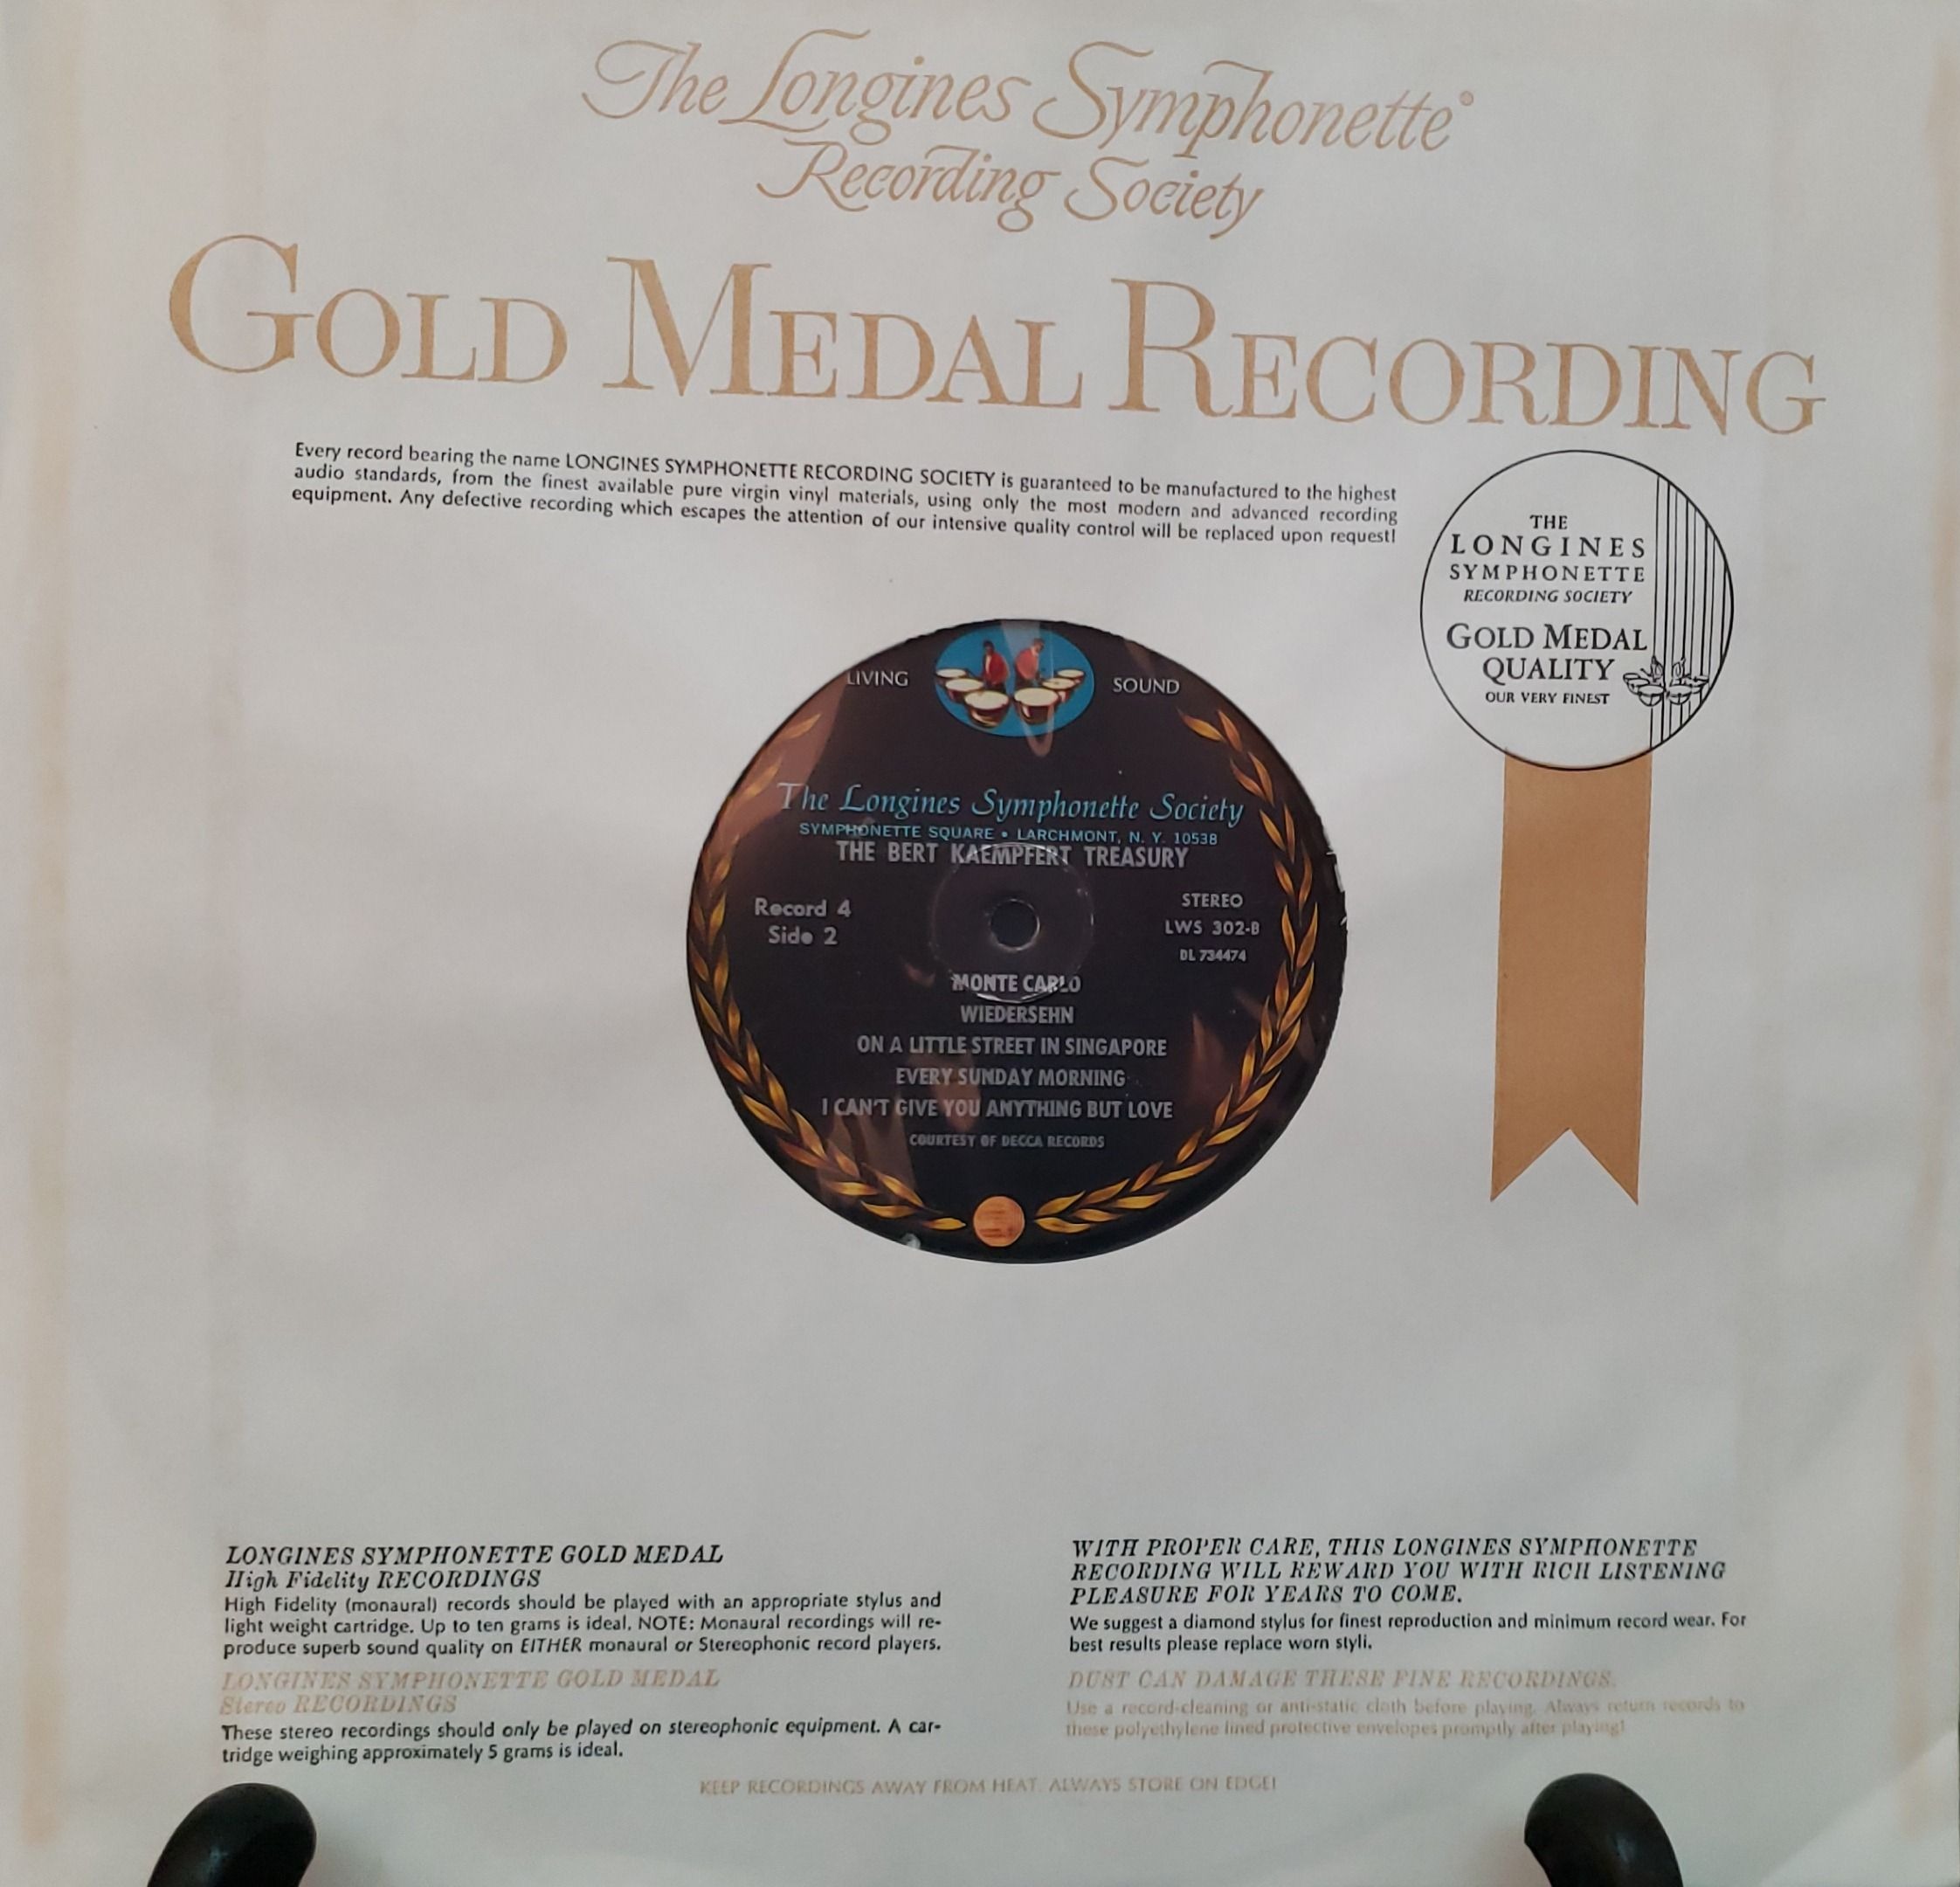 The Longines Symphonette®
Recording Society
GOLD MEDAL RECORDING
Every record bearing the name LONGINES SYMPHONETTE RECORDING SOCIETY is guaranteed to be manufactured to the highest
audio standards, from the finest available pure virgin vinyl materials, using only the most modern and advanced recording
equipment. Any defective recording which escapes the attention of our intensive quality control will be replaced upon request!
THE
LONGINES
SYMPHONETTE
RECORDING SOCIETY
GOLD MEDAL
QUALITY
OUR VERY FINEST
LIVING SOUND
The Longines Symphonette Society
SYMPHONETTE SQUARE • LARCHMONT, N. Y. 10538
THE BERT KAEMPFERT TREASURY
Record 4
Side 2
STEREO
LWS 302-B
DL 734474
MONTE CARLO
WIEDERSEHN
ON A LITTLE STREET IN SINGAPORE
EVERY SUNDAY MORNING
I CAN'T GIVE YOU ANYTHING BUT LOVE
COURTESY OF DECCA RECORDS
LONGINES SYMPHONETTE GOLD MEDAL
High Fidelity RECORDINGS
High Fidelity (monaural) records should be played with an appropriate stylus and
light weight cartridge. Up to ten grams is ideal. NOTE: Monaural recordings will re-
produce superb sound quality on EITHER monaural or Stereophonic record players.
LONGINES SYMPHONETTE GOLD MEDAL
Stereo RECORDINGS
These stereo recordings should only be played on stereophonic equipment. A car-
tridge weighing approximately 5 grams is ideal.
WITH PROPER CARE, THIS LONGINES SYMPHONETTE
RECORDING WILL REWARD YOU WITH RICH LISTENING
PLEASURE FOR YEARS TO COME.
We suggest a diamond stylus for finest reproduction and minimum record wear. For
best results please replace worn styli.
DUST CAN DAMAGE THESE FINE RECORDINGS.
Use a record-cleaning or anti-static cloth before playing. Always return records to
these polyethylene lined protective envelopes promptly after playing!
KEEP RECORDINGS AWAY FROM HEAT. ALWAYS STORE ON EDGE!